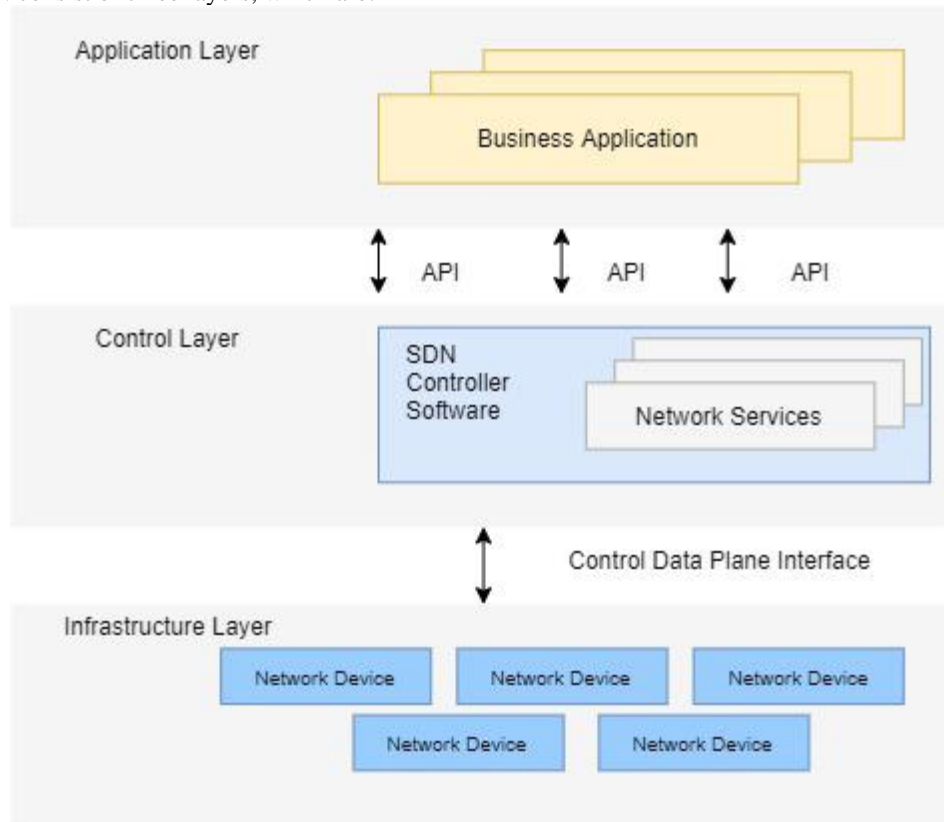 layers,
Application Layer
Business Application
API API API
Control Layer
SDN
Controller
Software
Network Services
Control Data Plane Interface
Infrastructure Layer
Network Device Network Device Network Device
Network Device Network Device